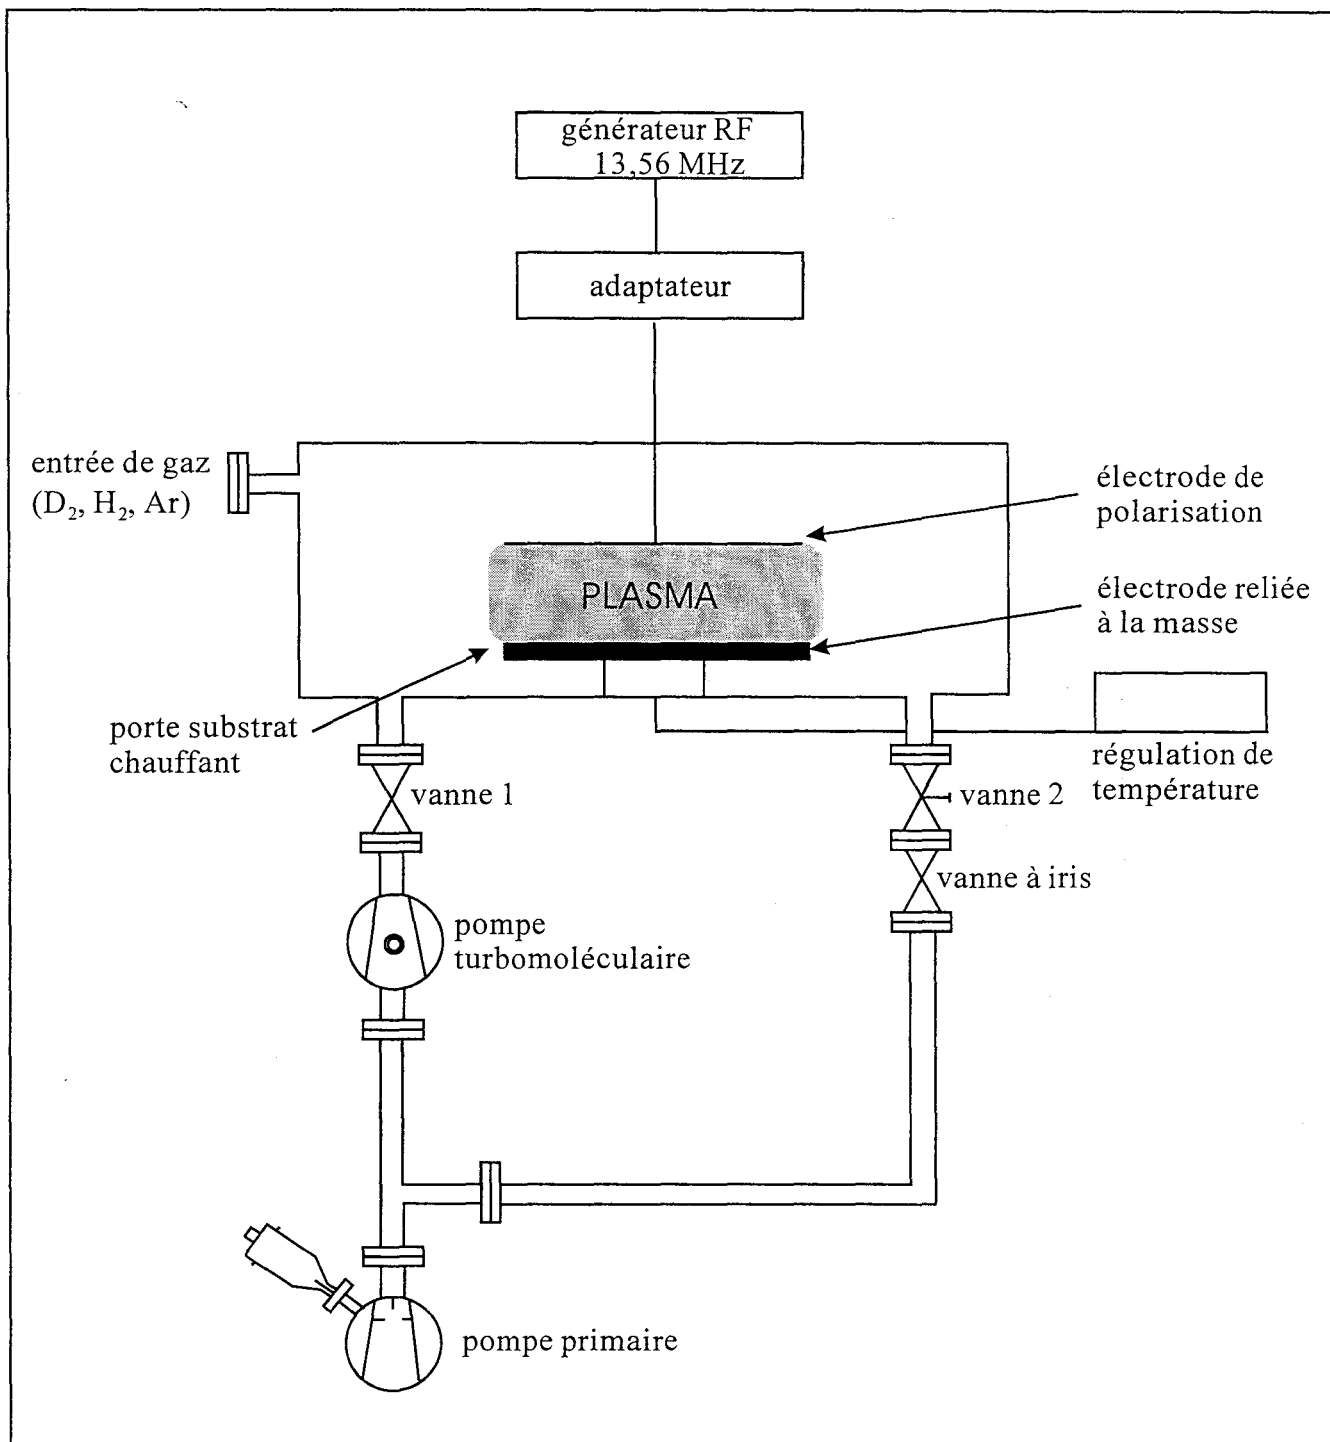 générateur RF
13,56 MHz
adaptateur
entrée de gaz
(D₂, H₂, Ar)
électrode de
polarisation
PLASMA
électrode reliée
à la masse
porte substrat
chauffant
régulation de
température
vanne 1
vanne 2
vanne à iris
pompe
turbomoléculaire
pompe primaire